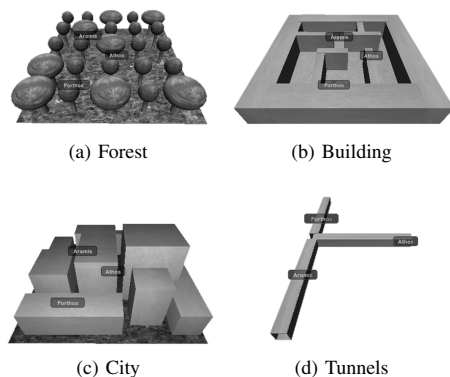 Aramis
Athos
Porthos
(a) Forest
Aramis
Athos
Porthos
(b) Building
Aramis
Athos
Porthos
(c) City
Porthos
Athos
Aramis
(d) Tunnels